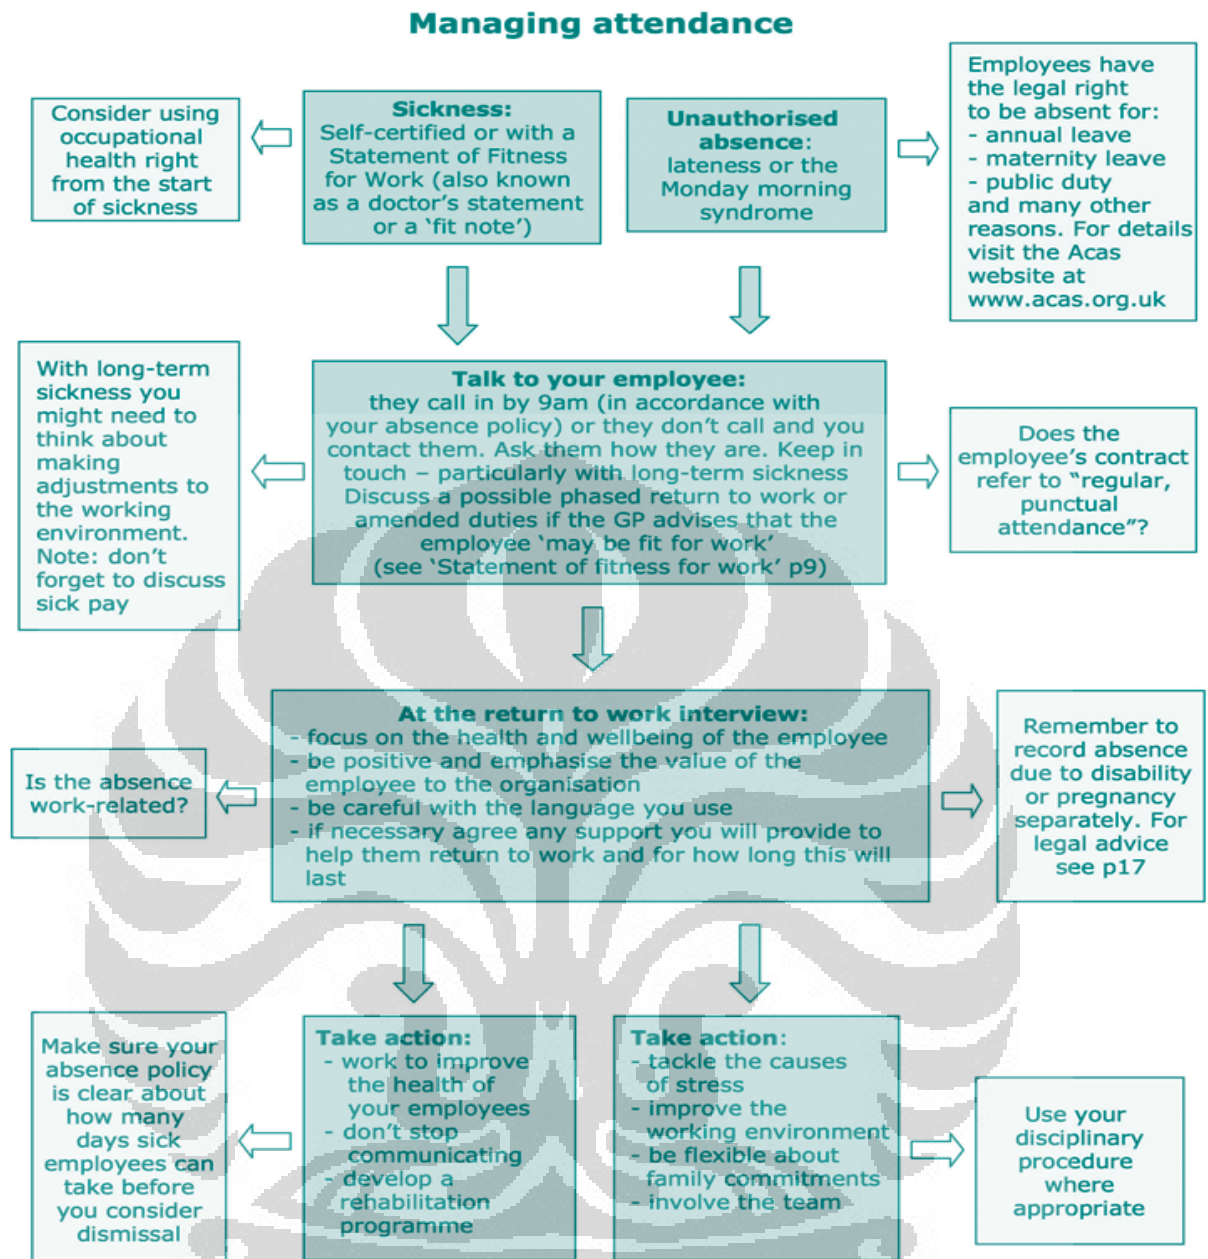 Managing attendance
Consider using
occupational
health right
from the start
of sickness
Sickness:
Self-certified or with a
Statement of Fitness
for Work (also known
as a doctor's statement
or a ‘fit note’)
Unauthorised
absence:
lateness or the
Monday morning
syndrome
Employees have
the legal right
to be absent for:
- annual leave
- maternity leave
- public duty
and many other
reasons. For details
visit the Acas
website at
www.acas.org.uk
With long-term
sickness you
might need to
think about
making
adjustments to
the working
environment.
Note: don't
forget to discuss
sick pay
Talk to your employee:
they call in by 9am (in accordance with
your absence policy) or they don't call and you
contact them. Ask them how they are. Keep in
touch – particularly with long-term sickness
Discuss a possible phased return to work or
amended duties if the GP advises that the
employee ‘may be fit for work’
(see ‘Statement of fitness for work’ p9)
Does the
employee's contract
refer to “regular,
punctual
attendance”?
Is the absence
work-related?
At the return to work interview:
- focus on the health and wellbeing of the employee
- be positive and emphasise the value of the
employee to the organisation
- be careful with the language you use
- if necessary agree any support you will provide to
help them return to work and for how long this will
last
Remember to
record absence
due to disability
or pregnancy
separately. For
legal advice
see p17
Make sure your
absence policy
is clear about
how many
days sick
employees can
take before
you consider
dismissal
Take action:
- work to improve
the health of
your employees
- don't stop
communicating
- develop a
rehabilitation
programme
Take action:
- tackle the causes
of stress
- improve the
working environment
- be flexible about
family commitments
- involve the team
Use your
disciplinary
procedure
where
appropriate